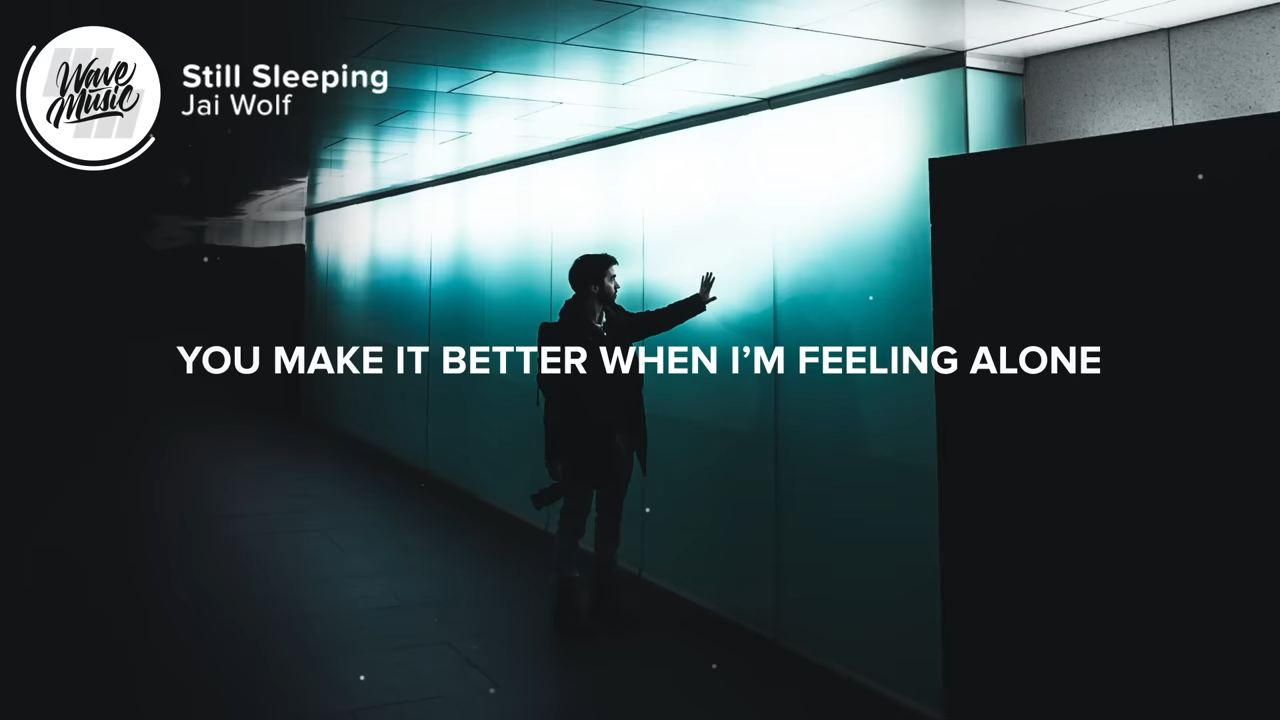 Wave
Music
Still Sleeping
Jai Wolf
YOU MAKE IT BETTER WHEN I’M FEELING ALONE